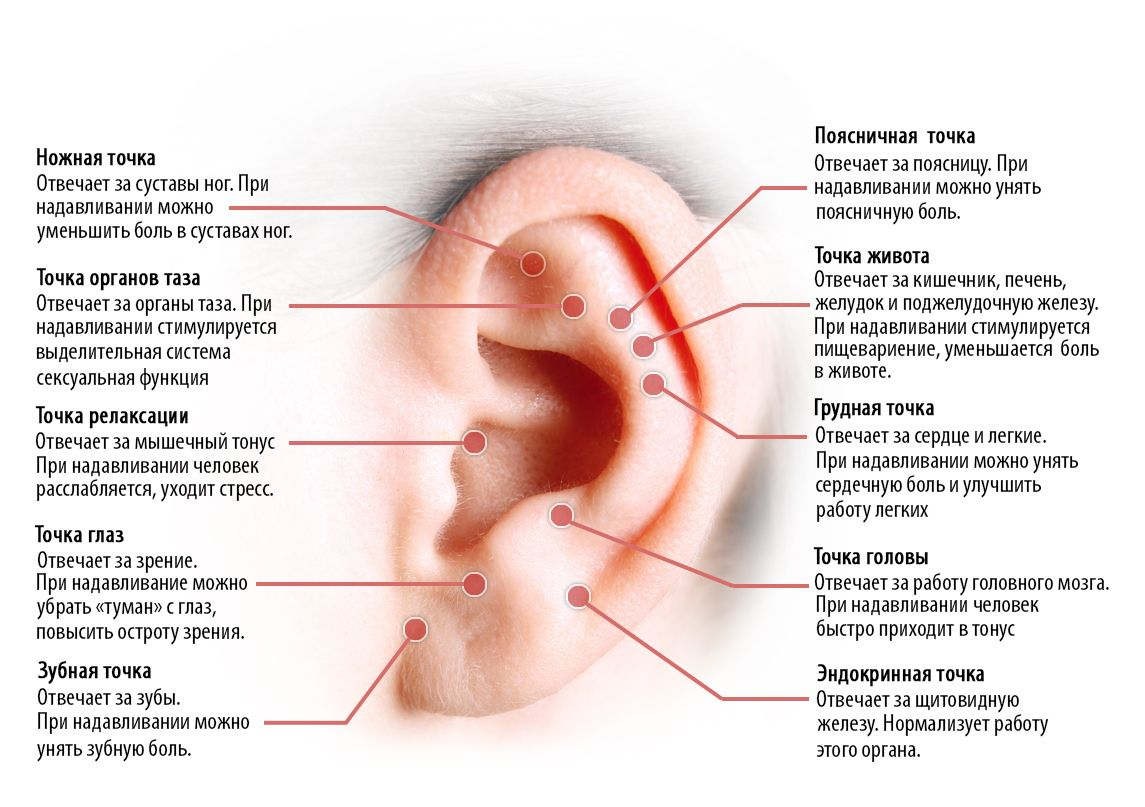 Ножная точка
Отвечает за суставы ног. При
надавливании можно
уменьшить боль в суставах ног.
Точка органов таза
Отвечает за органы таза. При
надавливании стимулируется
выделительная система
сексуальная функция
Точка релаксации
Отвечает за мышечный тонус
При надавливании человек
расслабляется, уходит стресс.
Точка глаз
Отвечает за зрение.
При надавливание можно
убрать «туман» с глаз,
повысить остроту зрения.
Зубная точка
Отвечает за зубы.
При надавливании можно
унять зубную боль.
Поясничная точка
Отвечает за поясницу. При
надавливании можно унять
поясничную боль.
Точка живота
Отвечает за кишечник, печень,
желудок и поджелудочную железу.
При надавливании стимулируется
пищевариение, уменьшается боль
в животе.
Грудная точка
Отвечает за сердце и легкие.
При надавливании можно унять
сердечную боль и улучшить
работу легких
Точка головы
Отвечает за работу головного мозга.
При надавливании человек
быстро приходит в тонус
Эндокринная точка
Отвечает за щитовидную
железу. Нормализует работу
этого органа.